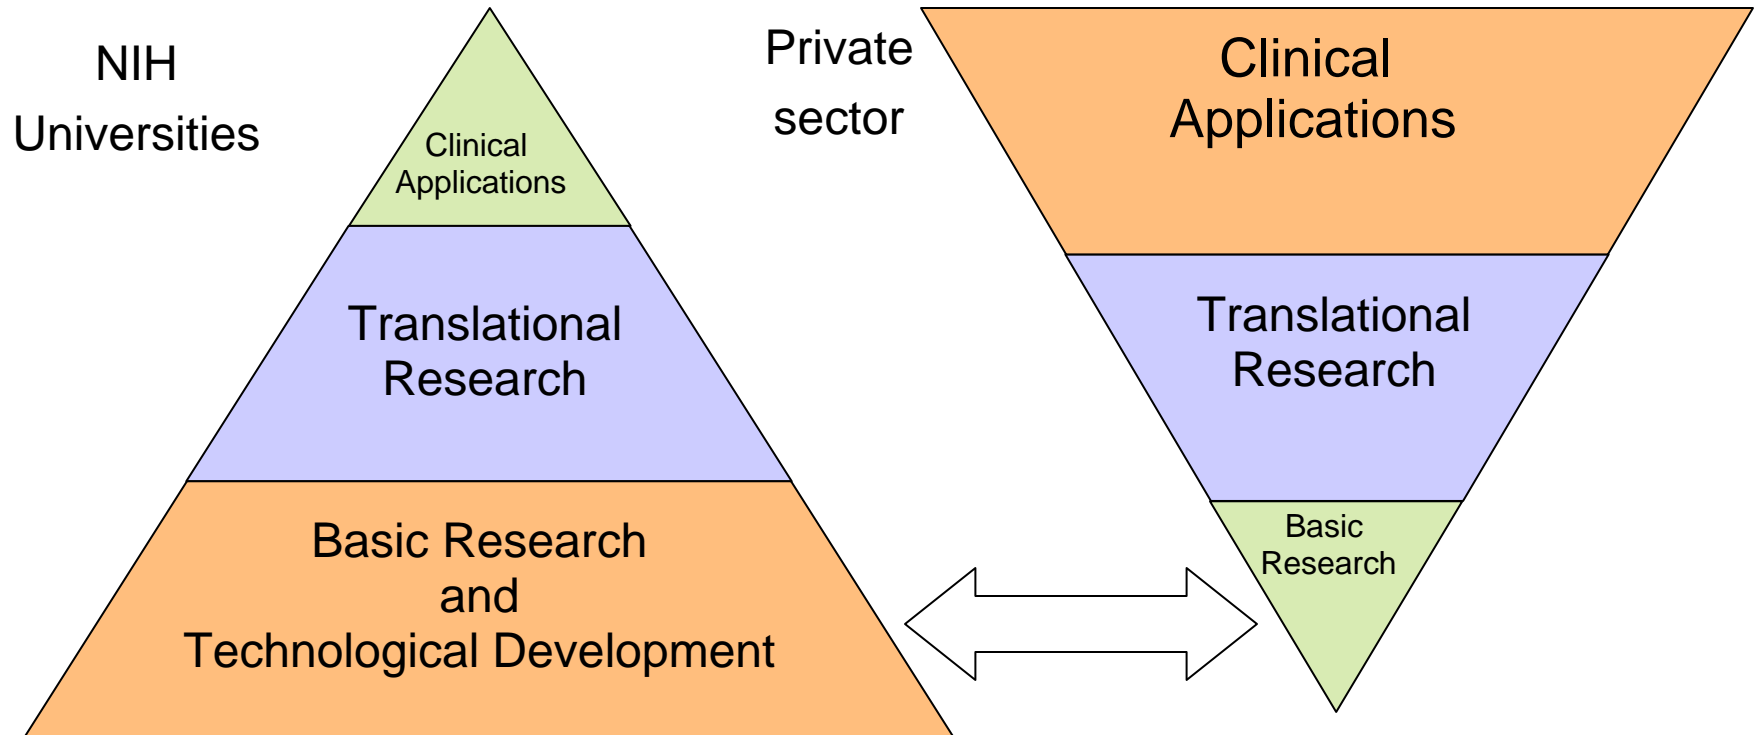 NIH
Universities
Clinical
Applications
Translational
Research
Basic Research
and
Technological Development
Private
sector
Clinical
Applications
Translational
Research
Basic
Research